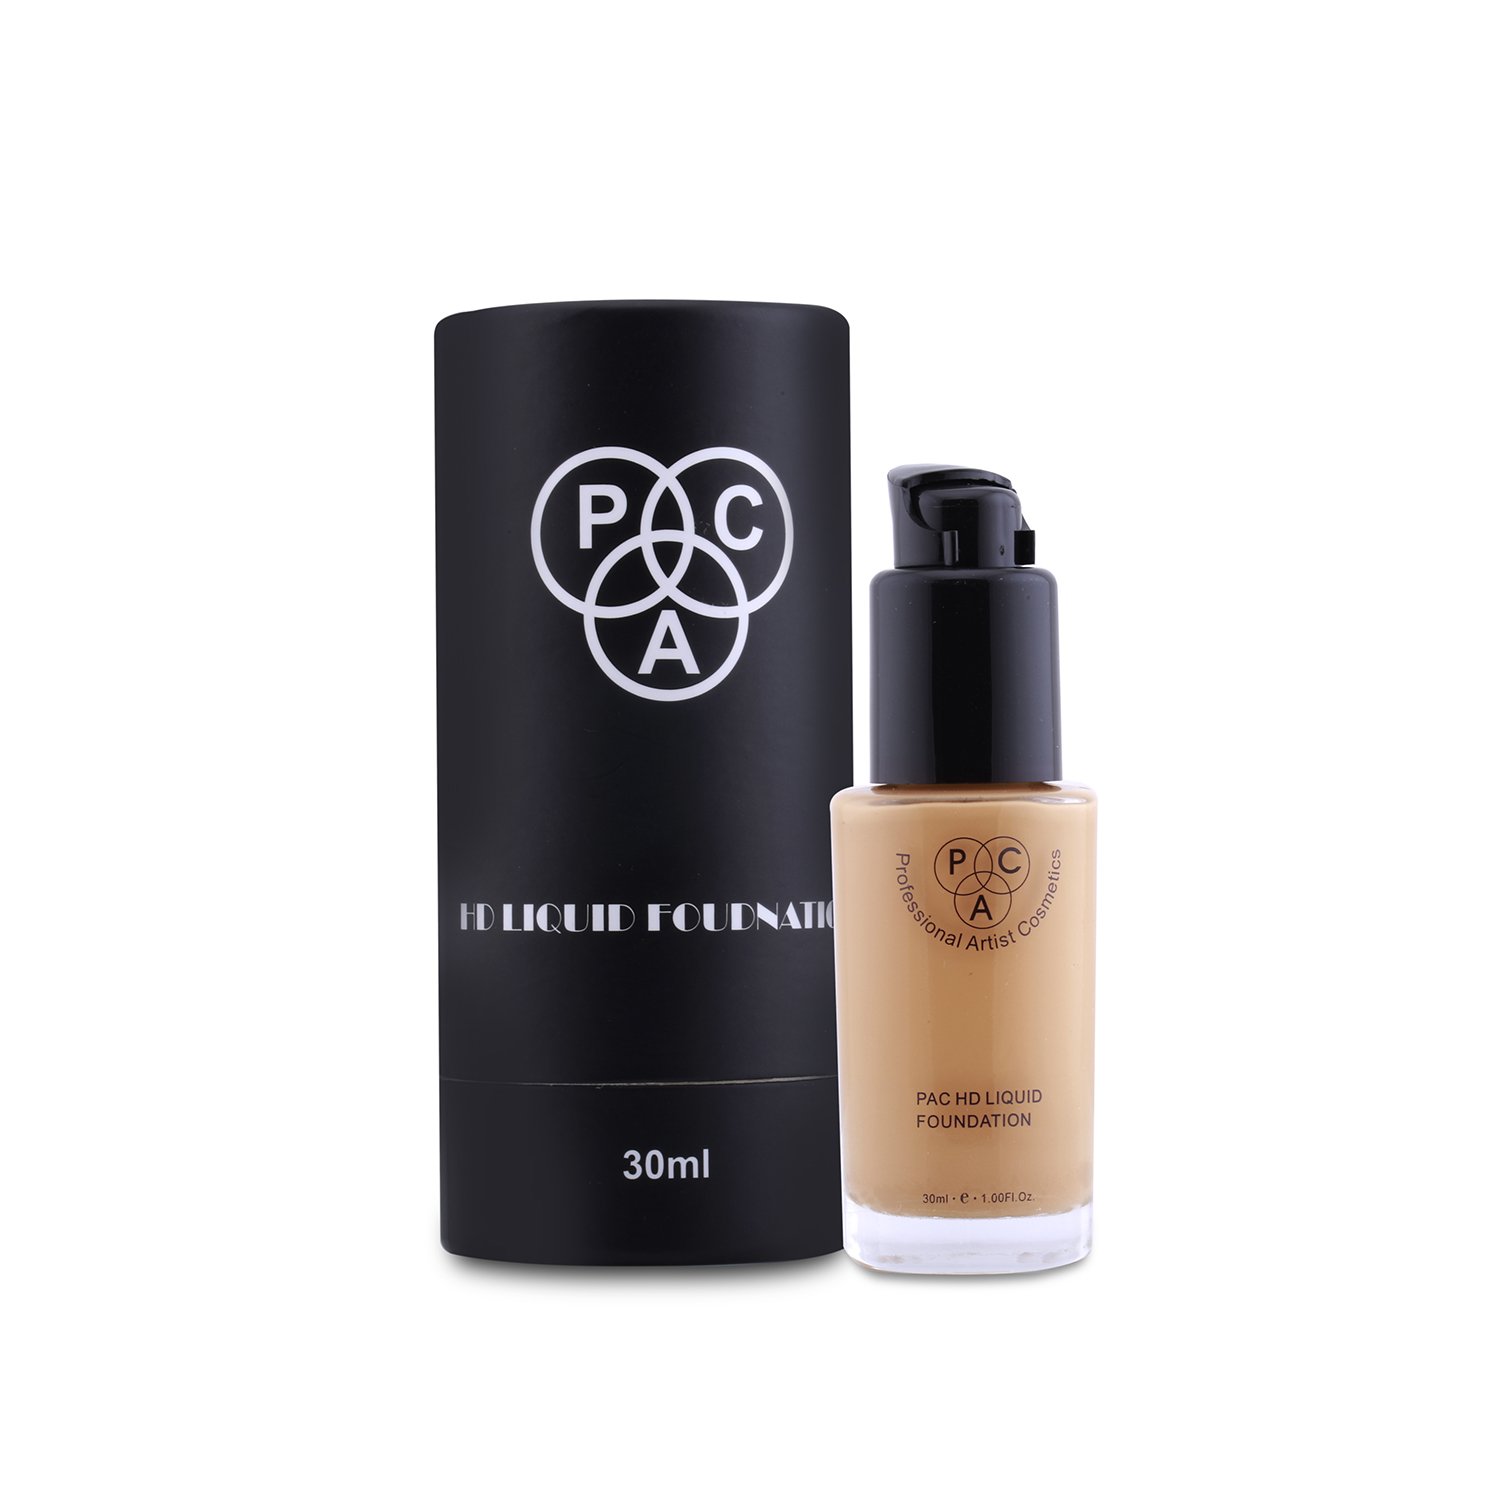 P C
A
HD LIQUID FOUDNATIO
30ml
P C
A
Professional Artist Cosmetics
PAC HD LIQUID
FOUNDATION
30ml · e · 1.00Fl.Oz.